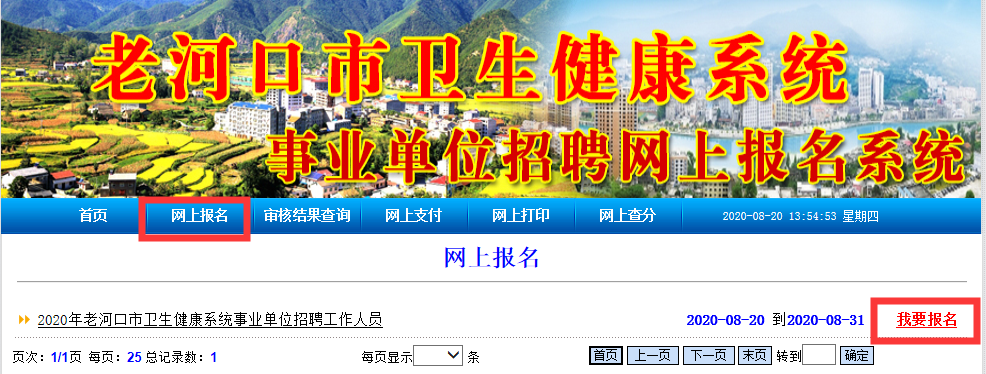 老河口市卫生健康系统
事业单位招聘网上报名系统
首页 网上报名 审核结果查询 网上支付 网上打印 网上查分 2020-08-20 13:54:53 星期四
网上报名
2020年老河口市卫生健康系统事业单位招聘工作人员 2020-08-20 到2020-08-31 我要报名
页次：1/1页 每页：25 总记录数：1 每页显示 条 首页 上一页 下一页 末页 转到 确定